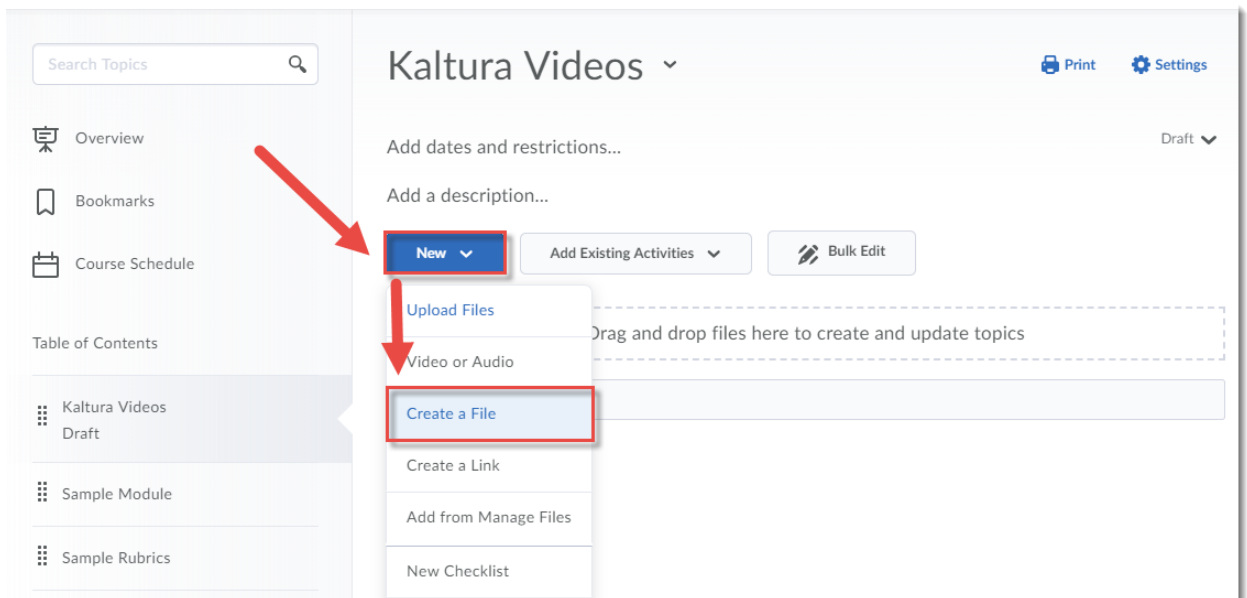 Search Topics
Overview
Bookmarks
Course Schedule
Table of Contents
Kaltura Videos
Draft
Sample Module
Sample Rubrics
Kaltura Videos
Print
Settings
Add dates and restrictions...
Draft
Add a description...
New
Add Existing Activities
Bulk Edit
Upload Files
Drag and drop files here to create and update topics
Video or Audio
Create a File
Create a Link
Add from Manage Files
New Checklist